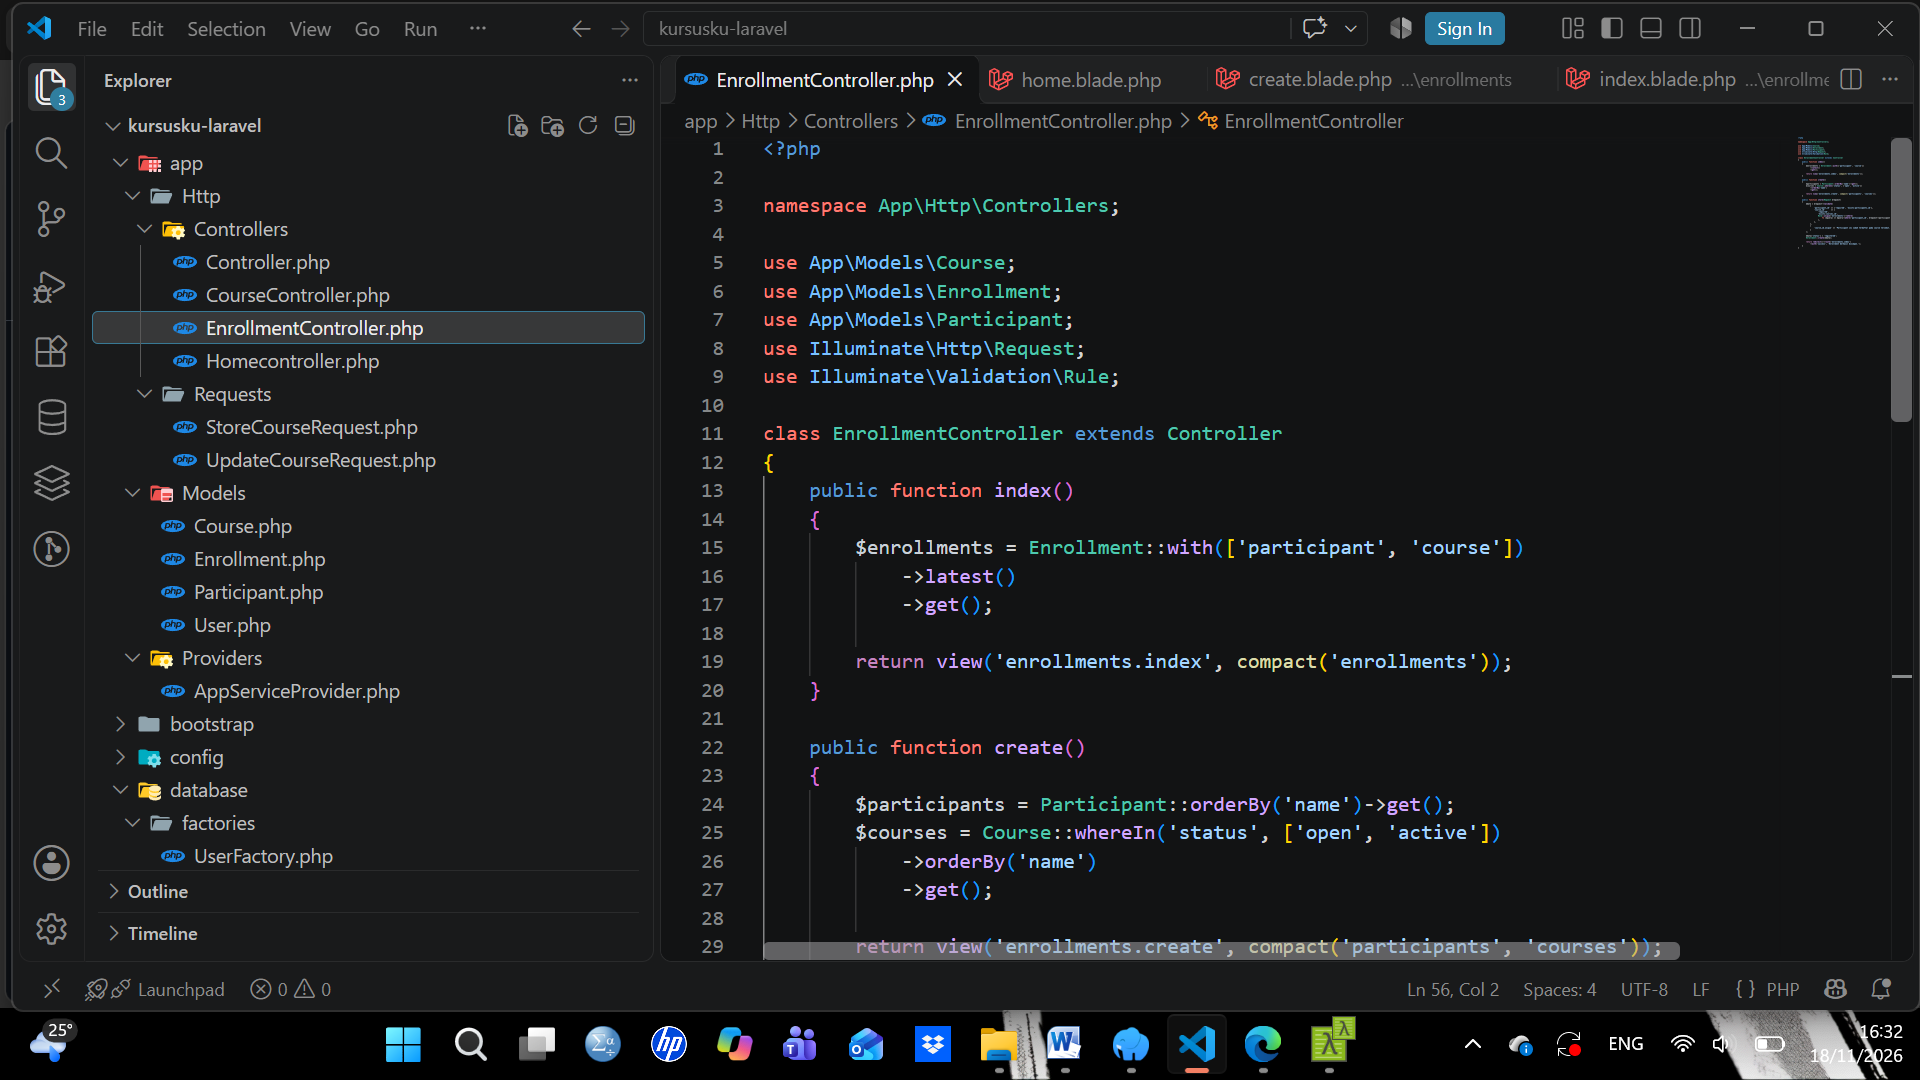 File Edit Selection View Go Run ··· kursusku-laravel Sign In
Explorer
3
kursusku-laravel
app
Http
Controllers
Controller.php
CourseController.php
EnrollmentController.php
Homecontroller.php
Requests
StoreCourseRequest.php
UpdateCourseRequest.php
Models
Course.php
Enrollment.php
Participant.php
User.php
Providers
AppServiceProvider.php
bootstrap
config
database
factories
UserFactory.php
Outline
Timeline
EnrollmentController.php home.blade.php create.blade.php ...\enrollments index.blade.php ...\enrollme
app > Http > Controllers > EnrollmentController.php > EnrollmentController
1 <?php
2
3 namespace App\Http\Controllers;
4
5 use App\Models\Course;
6 use App\Models\Enrollment;
7 use App\Models\Participant;
8 use Illuminate\Http\Request;
9 use Illuminate\Validation\Rule;
10
11 class EnrollmentController extends Controller
12 {
13 public function index()
14 {
15 $enrollments = Enrollment::with(['participant', 'course'])
16 ->latest()
17 ->get();
18
19 return view('enrollments.index', compact('enrollments'));
20 }
21
22 public function create()
23 {
24 $participants = Participant::orderBy('name')->get();
25 $courses = Course::whereIn('status', ['open', 'active'])
26 ->orderBy('name')
27 ->get();
28
29 return view('enrollments.create', compact('participants', 'courses'));
Launchpad 0 0 Ln 56, Col 2 Spaces: 4 UTF-8 LF {} PHP
25° ENG 16:32
18/11/2026